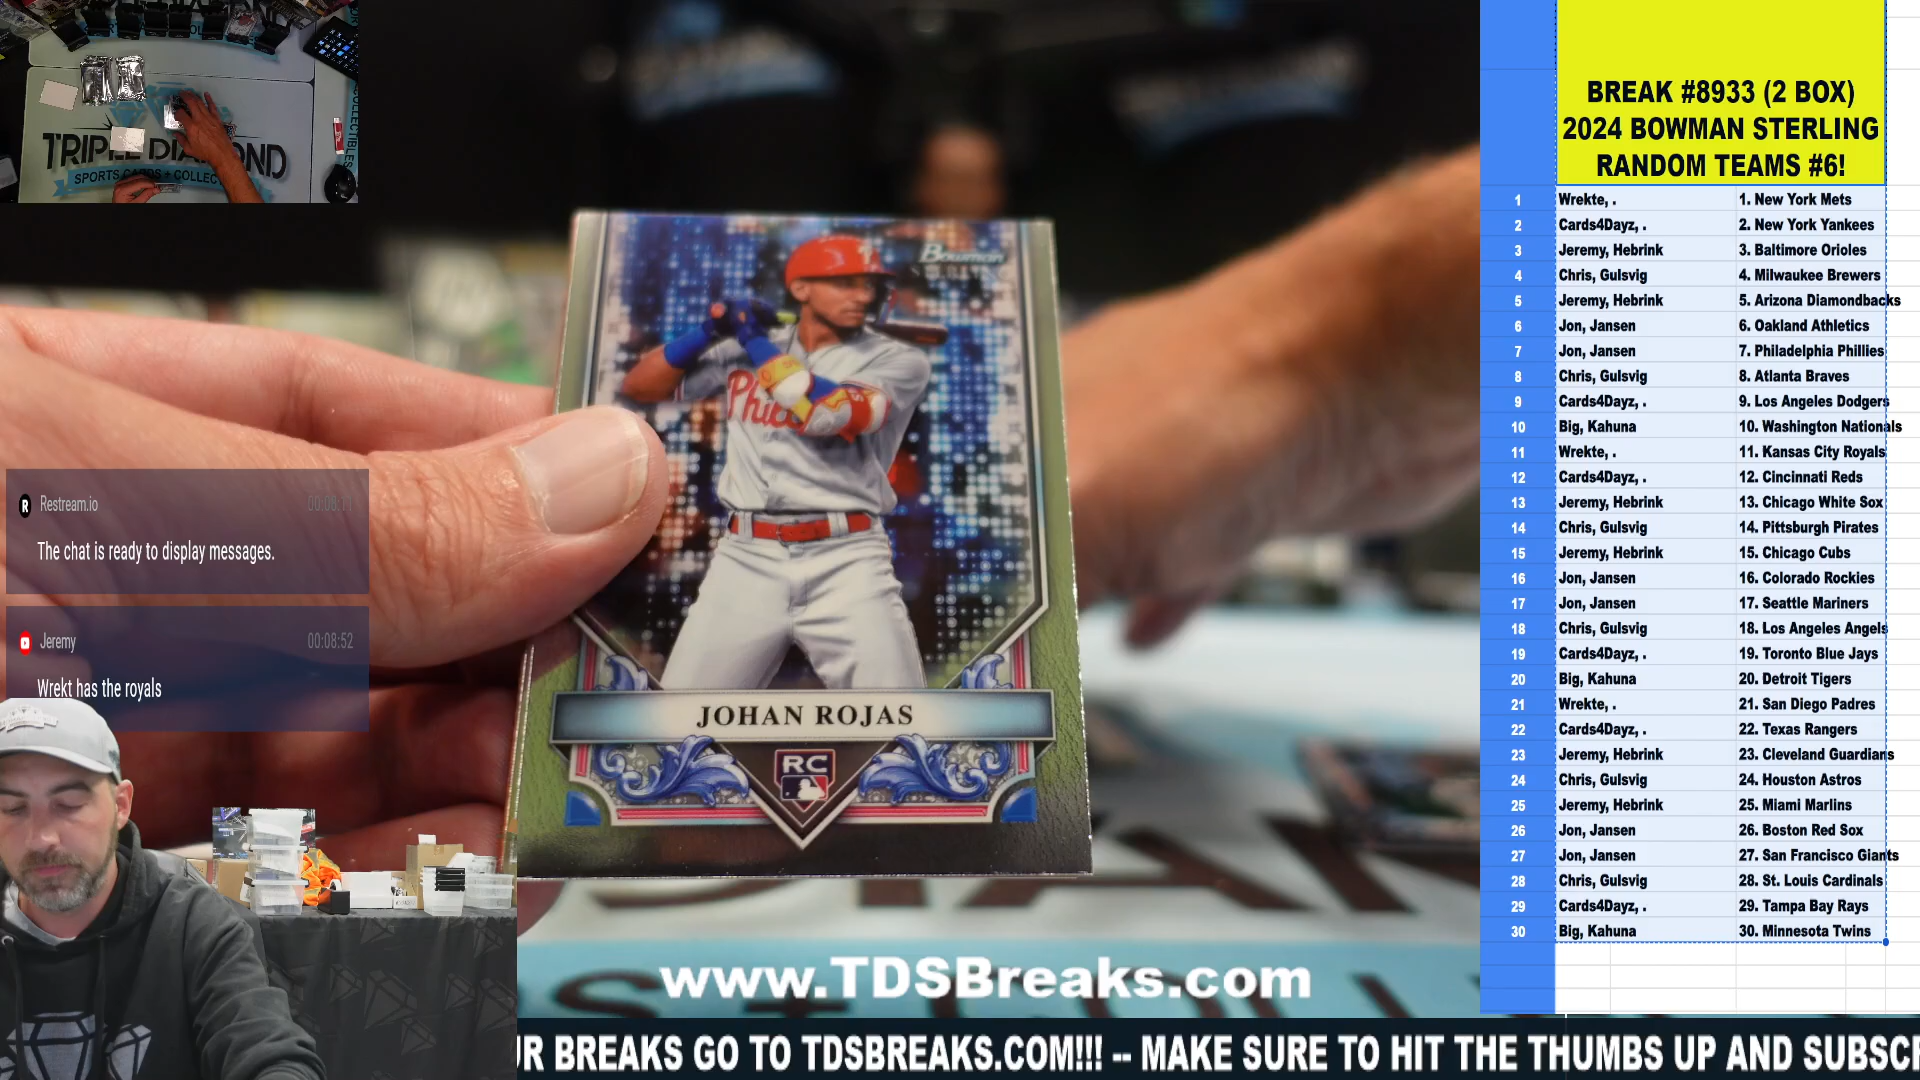 TRIPLE DIAMOND
Restream.io 00:08:11
The chat is ready to display messages.
Jeremy 00:08:52
Wrekt has the royals
Bowman
JOHAN ROJAS
RC
www.TDSBreaks.com
UR BREAKS GO TO TDSBREAKS.COM!!! -- MAKE SURE TO HIT THE THUMBS UP AND SUBSC
BREAK #8933 (2 BOX)
2024 BOWMAN STERLING
RANDOM TEAMS #6!
1 Wrekte, . 1. New York Mets
2 Cards4Dayz, . 2. New York Yankees
3 Jeremy, Hebrink 3. Baltimore Orioles
4 Chris, Gulsvig 4. Milwaukee Brewers
5 Jeremy, Hebrink 5. Arizona Diamondbacks
6 Jon, Jansen 6. Oakland Athletics
7 Jon, Jansen 7. Philadelphia Phillies
8 Chris, Gulsvig 8. Atlanta Braves
9 Cards4Dayz, . 9. Los Angeles Dodgers
10 Big, Kahuna 10. Washington Nationals
11 Wrekte, . 11. Kansas City Royals
12 Cards4Dayz, . 12. Cincinnati Reds
13 Jeremy, Hebrink 13. Chicago White Sox
14 Chris, Gulsvig 14. Pittsburgh Pirates
15 Jeremy, Hebrink 15. Chicago Cubs
16 Jon, Jansen 16. Colorado Rockies
17 Jon, Jansen 17. Seattle Mariners
18 Chris, Gulsvig 18. Los Angeles Angels
19 Cards4Dayz, . 19. Toronto Blue Jays
20 Big, Kahuna 20. Detroit Tigers
21 Wrekte, . 21. San Diego Padres
22 Cards4Dayz, . 22. Texas Rangers
23 Jeremy, Hebrink 23. Cleveland Guardians
24 Chris, Gulsvig 24. Houston Astros
25 Jeremy, Hebrink 25. Miami Marlins
26 Jon, Jansen 26. Boston Red Sox
27 Jon, Jansen 27. San Francisco Giants
28 Chris, Gulsvig 28. St. Louis Cardinals
29 Cards4Dayz, . 29. Tampa Bay Rays
30 Big, Kahuna 30. Minnesota Twins